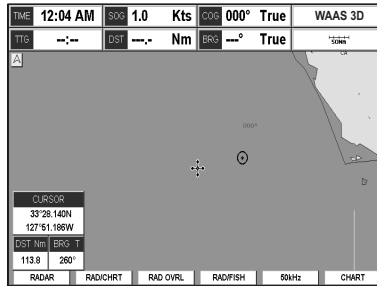 TIME 12:04 AM SOG 1.0 Kts COG 000° True WAAS 3D
TTG --:-- DST ---.- Nm BRG ---° True 50Nm
A
CA
000°
CURSOR
33°28.140N
127°51.186W
DST Nm BRG T
113.8 260°
RADAR RAD/CHRT RAD OVRL RAD/FISH 50kHz CHART